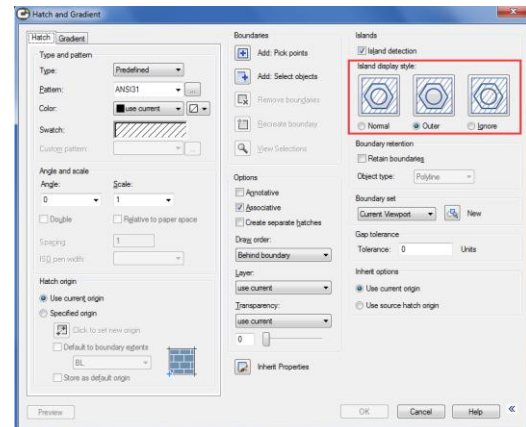 Hatch and Gradient
Hatch Gradient
Type and pattern
Type: Predefined
Pattern: ANSI31 ...
Color: use current
Swatch:
Custom pattern: ...
Angle and scale
Angle: Scale:
0 1
Double Relative to paper space
Spacing: 1
ISO pen width:
Hatch origin
Use current origin
Specified origin
Click to set new origin
Default to boundary extents
BL
Store as default origin
Preview
Boundaries
Add: Pick points
Add: Select objects
Remove boundaries
Recreate boundary
View Selections
Options
Annotative
Associative
Create separate hatches
Draw order:
Behind boundary
Layer:
use current
Transparency:
use current
0
Inherit Properties
Islands
Island detection
Island display style:
Normal Outer Ignore
Boundary retention
Retain boundaries
Object type: Polyline
Boundary set
Current Viewport New
Gap tolerance
Tolerance: 0 Units
Inherit options
Use current origin
Use source hatch origin
OK Cancel Help